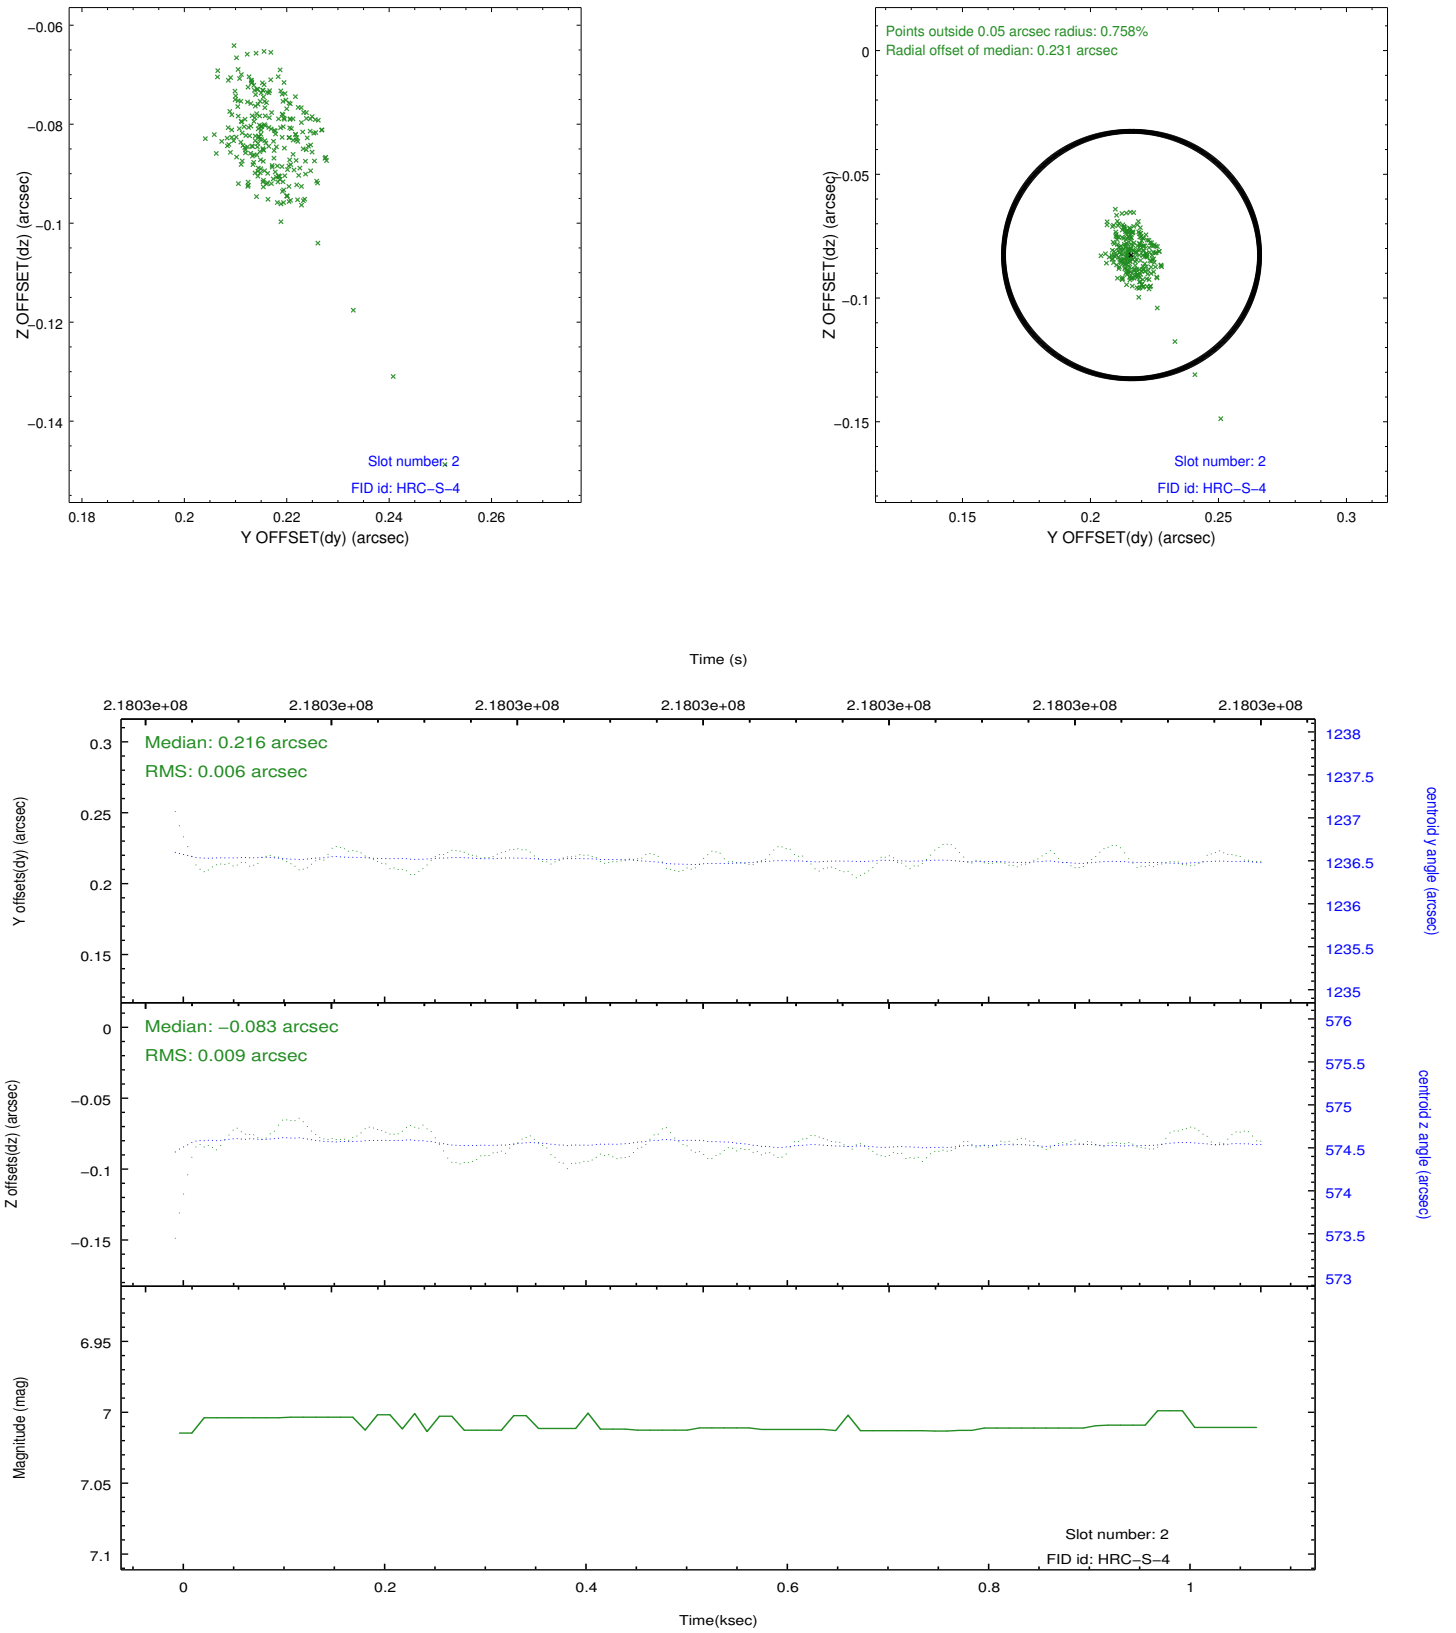 −0.06
−0.08
−0.1
−0.12
−0.14
Z OFFSET(dz) (arcsec)
Slot number: 2
FID id: HRC−S−4
0.18 0.2 0.22 0.24 0.26
Y OFFSET(dy) (arcsec)
Points outside 0.05 arcsec radius: 0.758%
Radial offset of median: 0.231 arcsec
0
−0.05
−0.1
−0.15
Z OFFSET(dz) (arcsec)
Slot number: 2
FID id: HRC−S−4
0.15 0.2 0.25 0.3
Y OFFSET(dy) (arcsec)
Time (s)
2.1803e+08 2.1803e+08 2.1803e+08 2.1803e+08 2.1803e+08 2.1803e+08 2.1803e+08
Median: 0.216 arcsec
RMS: 0.006 arcsec
0.3
0.25
0.2
0.15
Y offsets(dy) (arcsec)
1238
1237.5
1237
1236.5
1236
1235.5
1235
centroid y angle (arcsec)
Median: −0.083 arcsec
RMS: 0.009 arcsec
0
−0.05
−0.1
−0.15
Z offsets(dz) (arcsec)
576
575.5
575
574.5
574
573.5
573
centroid z angle (arcsec)
6.95
7
7.05
7.1
Magnitude (mag)
Slot number: 2
FID id: HRC−S−4
0 0.2 0.4 0.6 0.8 1
Time(ksec)